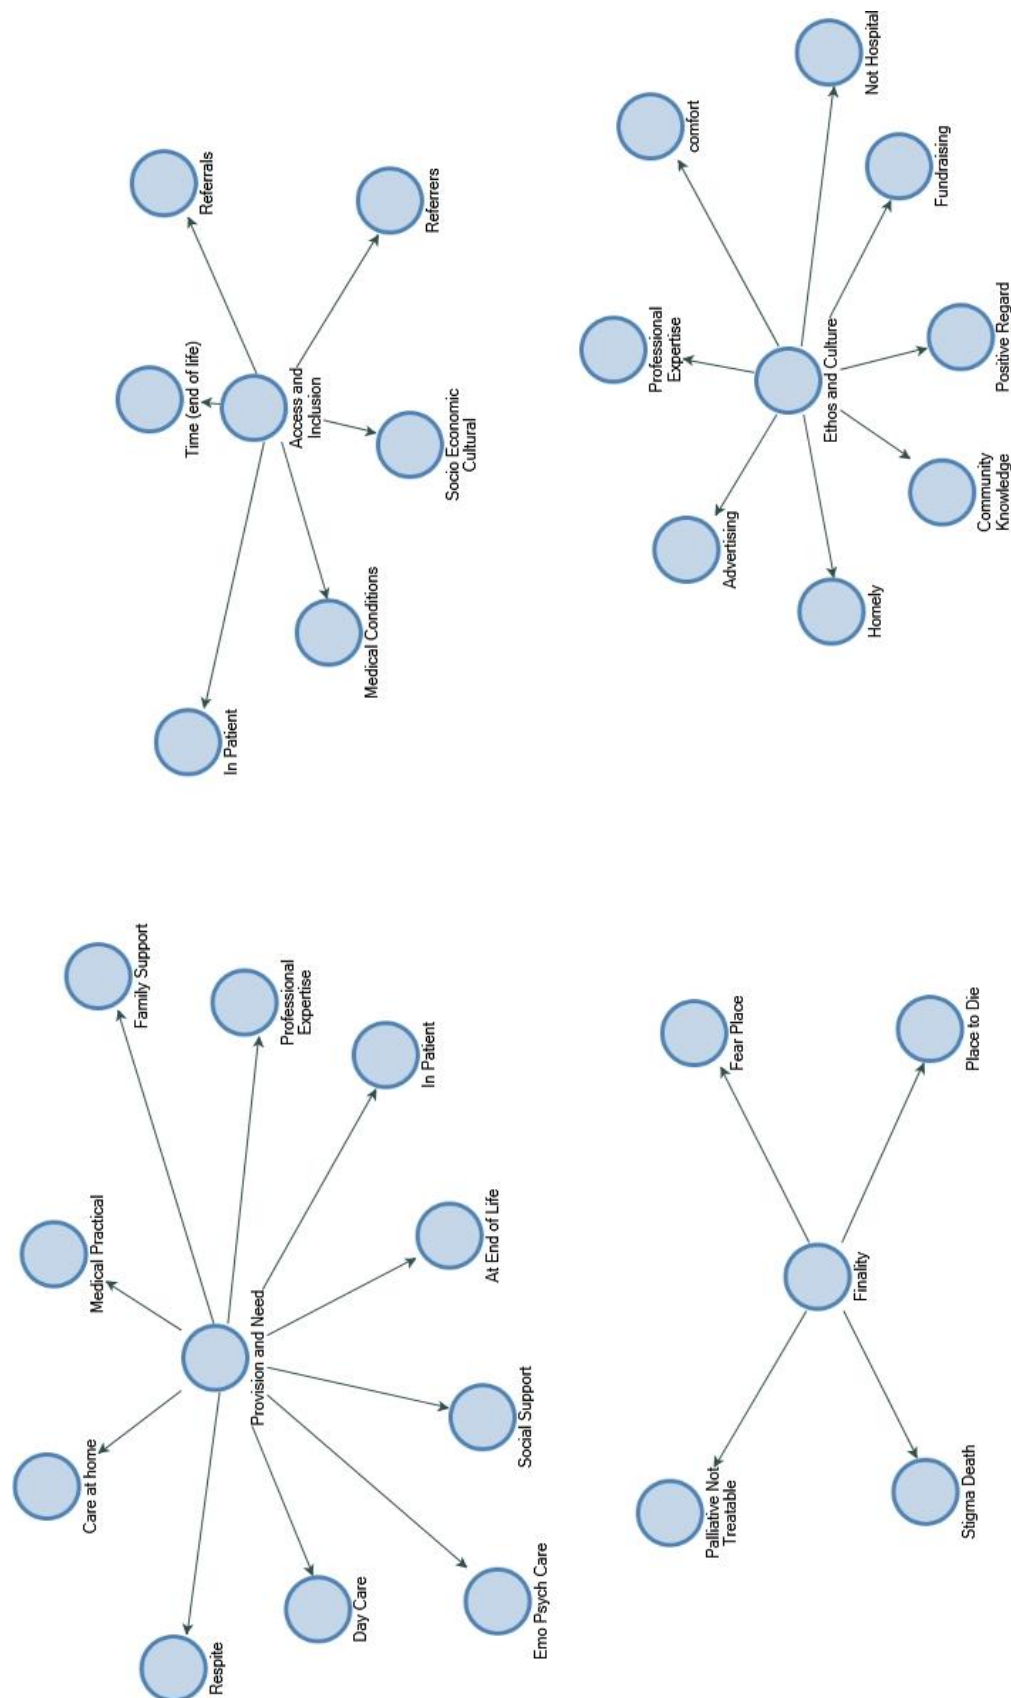 Care at home
Medical Practical
Family Support
Respite
Provision and Need
Professional
Expertise
Day Care
In Patient
At End of Life
Social Support
Emo Psych Care
Time (end of life)
Referrals
In Patient
Access and
Inclusion
Medical Conditions
Referrers
Socio Economic
Cultural
Palliative Not
Treatable
Fear Place
Finality
Stigma Death
Place to Die
Professional
Expertise
comfort
Advertising
Ethos and Culture
Homely
Not Hospital
Fundraising
Community
Knowledge
Positive Regard